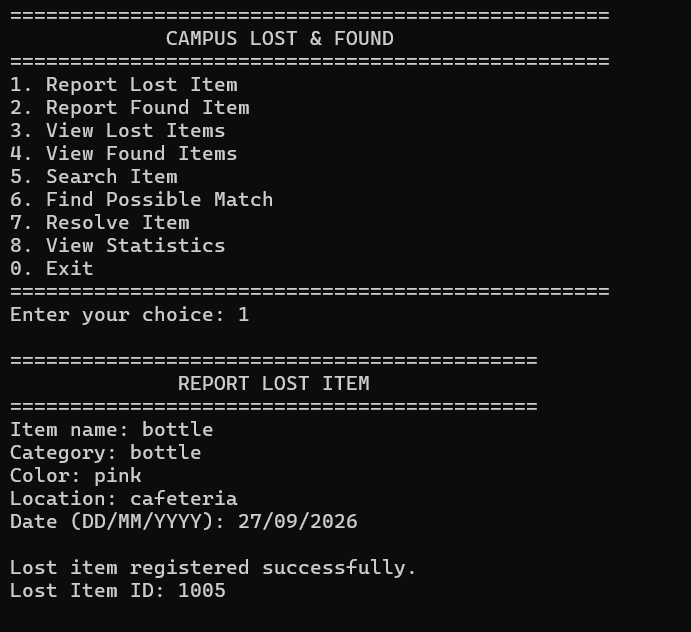 ==================================================
CAMPUS LOST & FOUND
==================================================
1. Report Lost Item
2. Report Found Item
3. View Lost Items
4. View Found Items
5. Search Item
6. Find Possible Match
7. Resolve Item
8. View Statistics
0. Exit
==================================================
Enter your choice: 1
============================================
REPORT LOST ITEM
============================================
Item name: bottle
Category: bottle
Color: pink
Location: cafeteria
Date (DD/MM/YYYY): 27/09/2026
Lost item registered successfully.
Lost Item ID: 1005